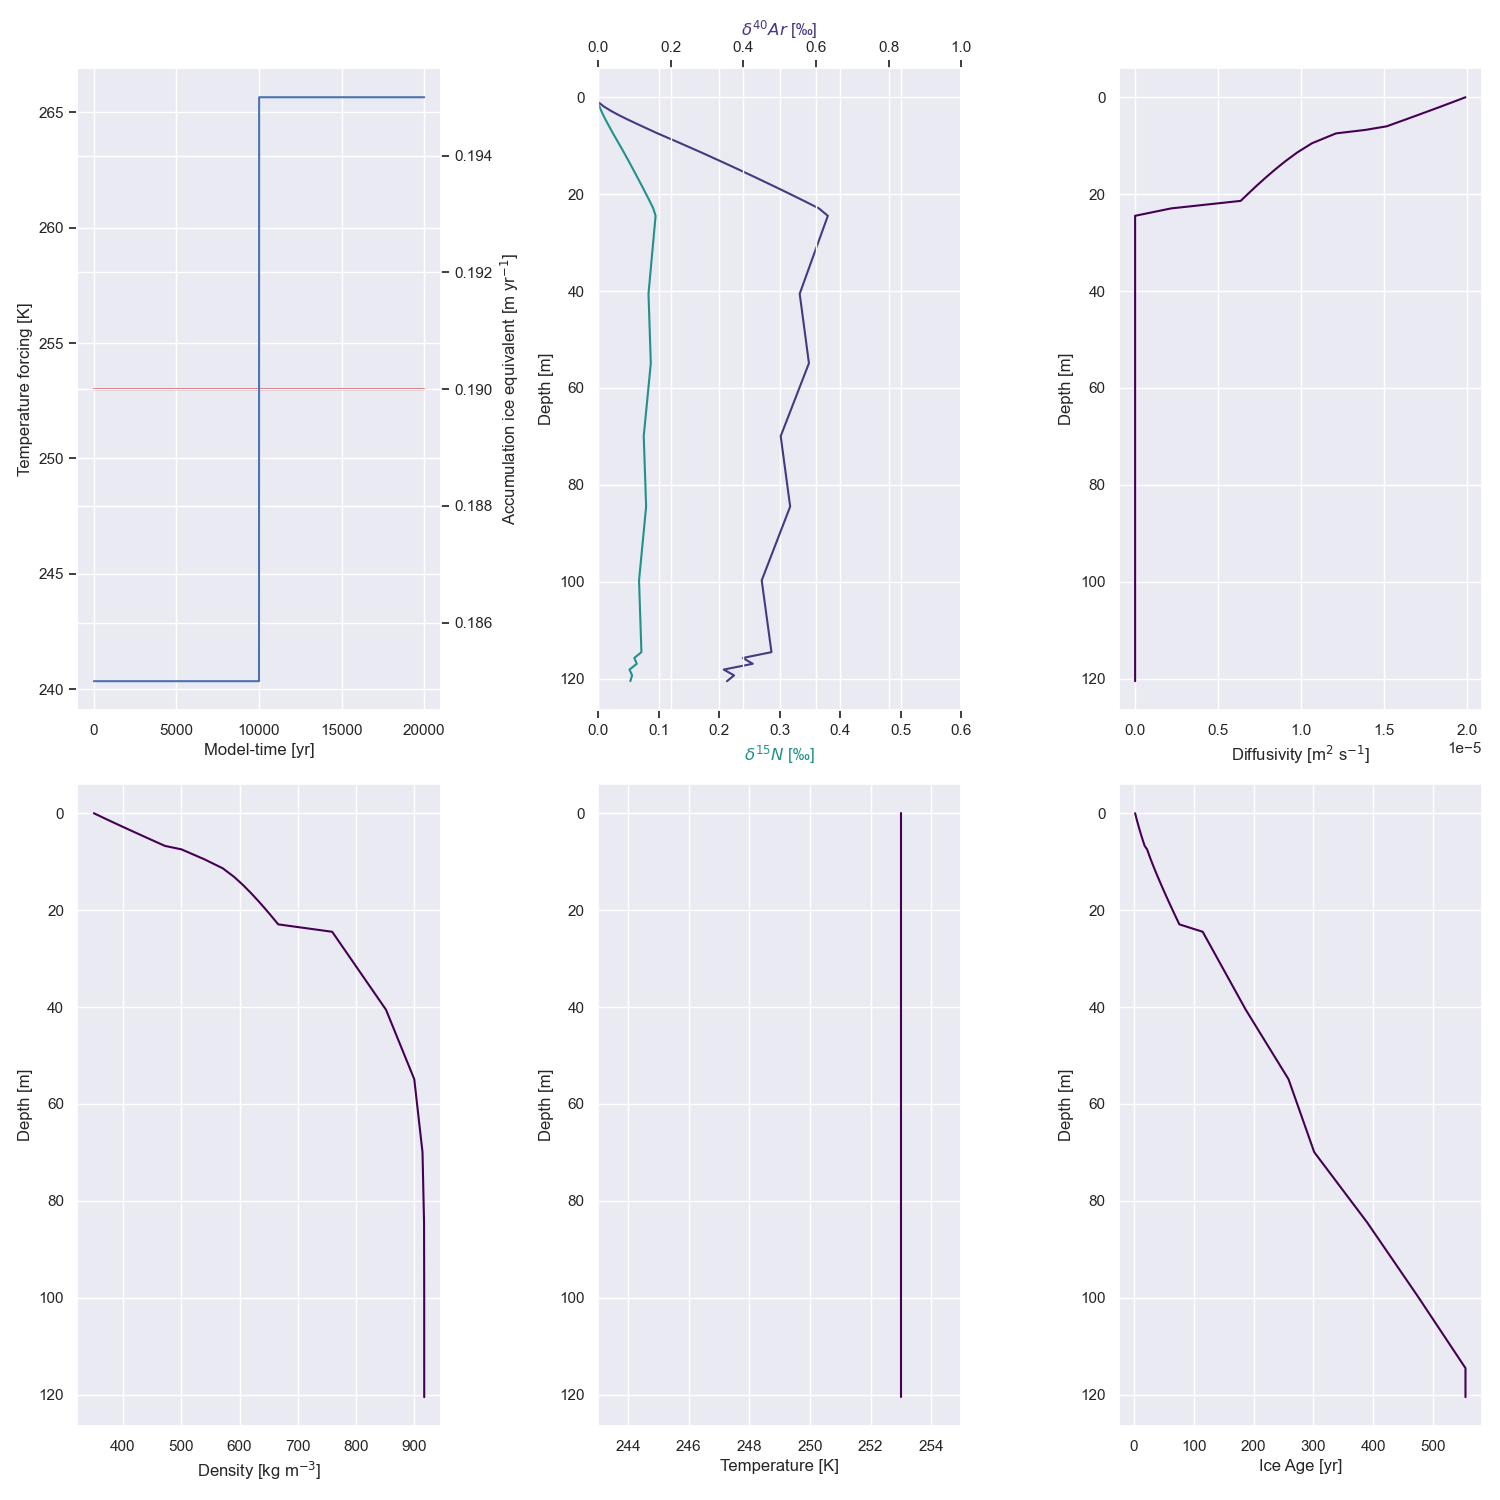 δ⁴⁰Ar [‰]
0.0 0.2 0.4 0.6 0.8 1.0
265
260
255
250
245
240
Temperature forcing [K]
0.194
0.192
0.190
0.188
0.186
Accumulation ice equivalent [m yr⁻¹]
0 5000 10000 15000 20000
Model-time [yr]
0
20
40
60
80
100
120
Depth [m]
0.0 0.1 0.2 0.3 0.4 0.5 0.6
δ¹⁵N [‰]
0
20
40
60
80
100
120
Depth [m]
0.0 0.5 1.0 1.5 2.0
1e−5
Diffusivity [m² s⁻¹]
0
20
40
60
80
100
120
Depth [m]
400 500 600 700 800 900
Density [kg m⁻³]
0
20
40
60
80
100
120
Depth [m]
244 246 248 250 252 254
Temperature [K]
0
20
40
60
80
100
120
Depth [m]
0 100 200 300 400 500
Ice Age [yr]